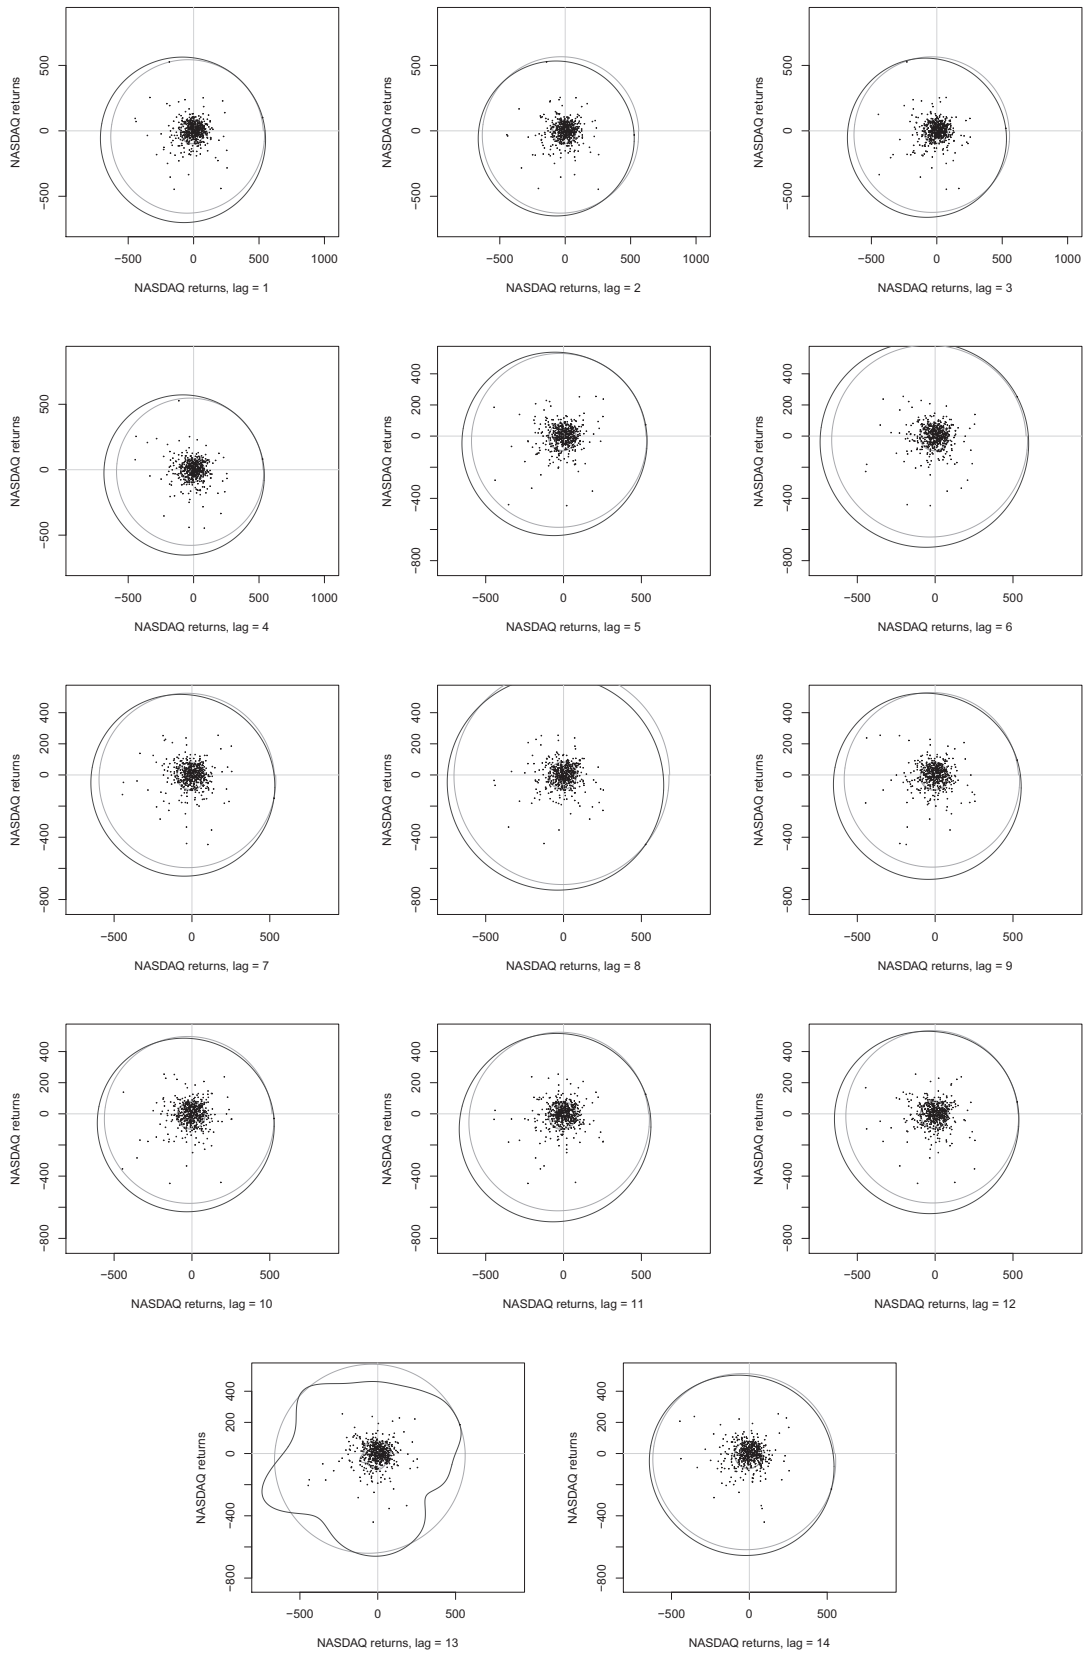 NASDAQ returns
500
0
−500
−500 0 500 1000
NASDAQ returns, lag = 1
NASDAQ returns
500
0
−500
−500 0 500 1000
NASDAQ returns, lag = 2
NASDAQ returns
500
0
−500
−500 0 500 1000
NASDAQ returns, lag = 3
NASDAQ returns
500
0
−500
−500 0 500 1000
NASDAQ returns, lag = 4
NASDAQ returns
400
200
0
−400
−800
−500 0 500
NASDAQ returns, lag = 5
NASDAQ returns
400
200
0
−400
−800
−500 0 500
NASDAQ returns, lag = 6
NASDAQ returns
400
200
0
−400
−800
−500 0 500
NASDAQ returns, lag = 7
NASDAQ returns
400
200
0
−400
−800
−500 0 500
NASDAQ returns, lag = 8
NASDAQ returns
400
200
0
−400
−800
−500 0 500
NASDAQ returns, lag = 9
NASDAQ returns
400
200
0
−400
−800
−500 0 500
NASDAQ returns, lag = 10
NASDAQ returns
400
200
0
−400
−800
−500 0 500
NASDAQ returns, lag = 11
NASDAQ returns
400
200
0
−400
−800
−500 0 500
NASDAQ returns, lag = 12
NASDAQ returns
400
200
0
−400
−800
−500 0 500
NASDAQ returns, lag = 13
NASDAQ returns
400
200
0
−400
−800
−500 0 500
NASDAQ returns, lag = 14